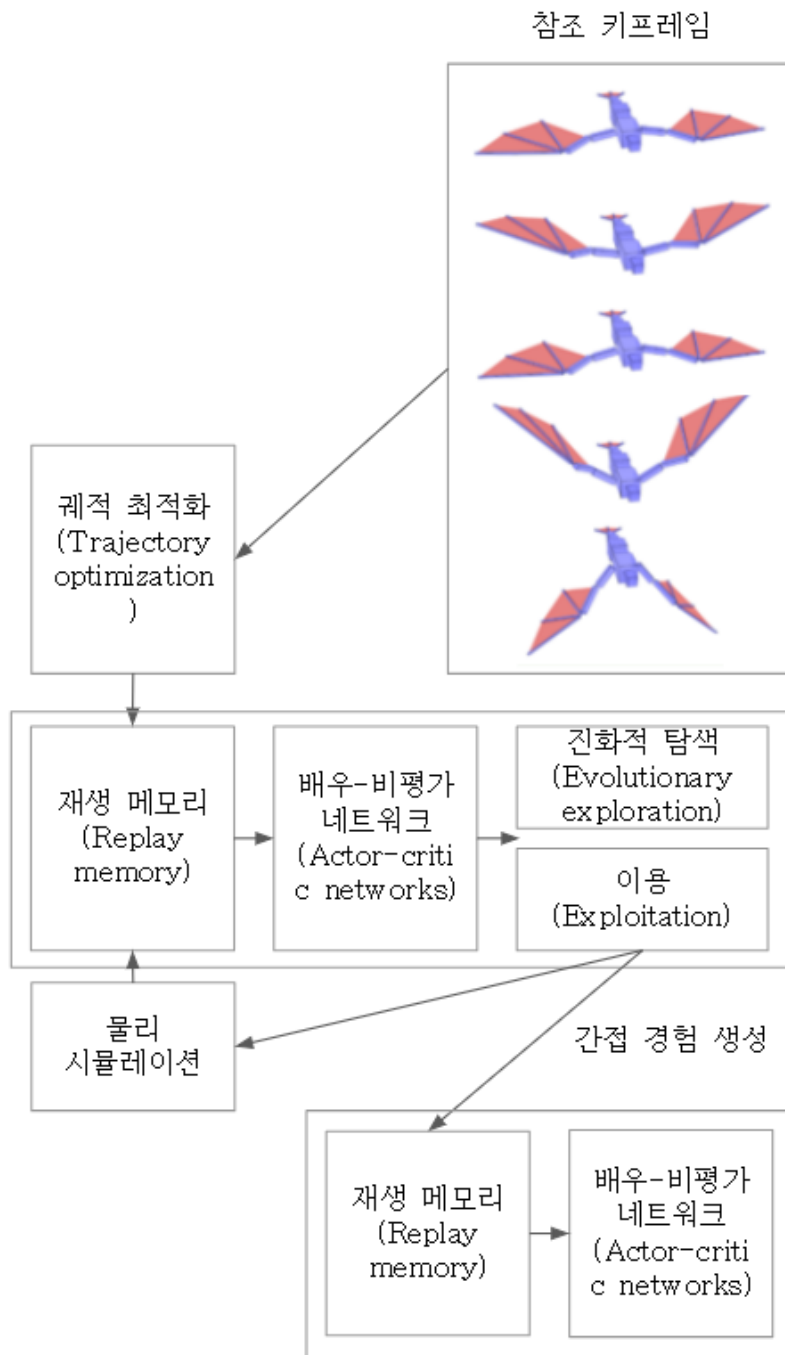 참조 키프레임
궤적 최적화
(Trajectory
optimization
)
재생 메모리
(Replay
memory)
배우-비평가
네트워크
(Actor-criti
c networks)
진화적 탐색
(Evolutionary
exploration)
이용
(Exploitation)
물리
시뮬레이션
간접 경험 생성
재생 메모리
(Replay
memory)
배우-비평가
네트워크
(Actor-criti
c networks)